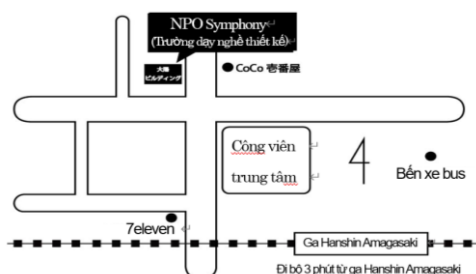 NPO Symphony
(Trường dạy nghề thiết kế)
大陽
ビルディング
CoCo 壱番屋
Công viên
trung tâm
Bến xe bus
7eleven
Ga Hanshin Amagasaki
Đi bộ 3 phút từ ga Hanshin Amagasaki